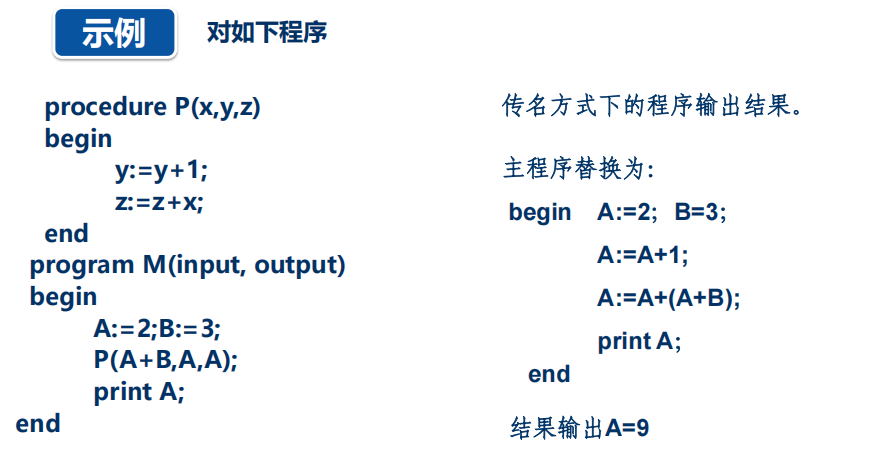 示例 对如下程序
procedure P(x,y,z)
begin
y:=y+1;
z:=z+x;
end
program M(input, output)
begin
A:=2;B:=3;
P(A+B,A,A);
print A;
end
传名方式下的程序输出结果。
主程序替换为：
begin A:=2；B=3；
A:=A+1;
A:=A+(A+B);
print A；
end
结果输出A=9